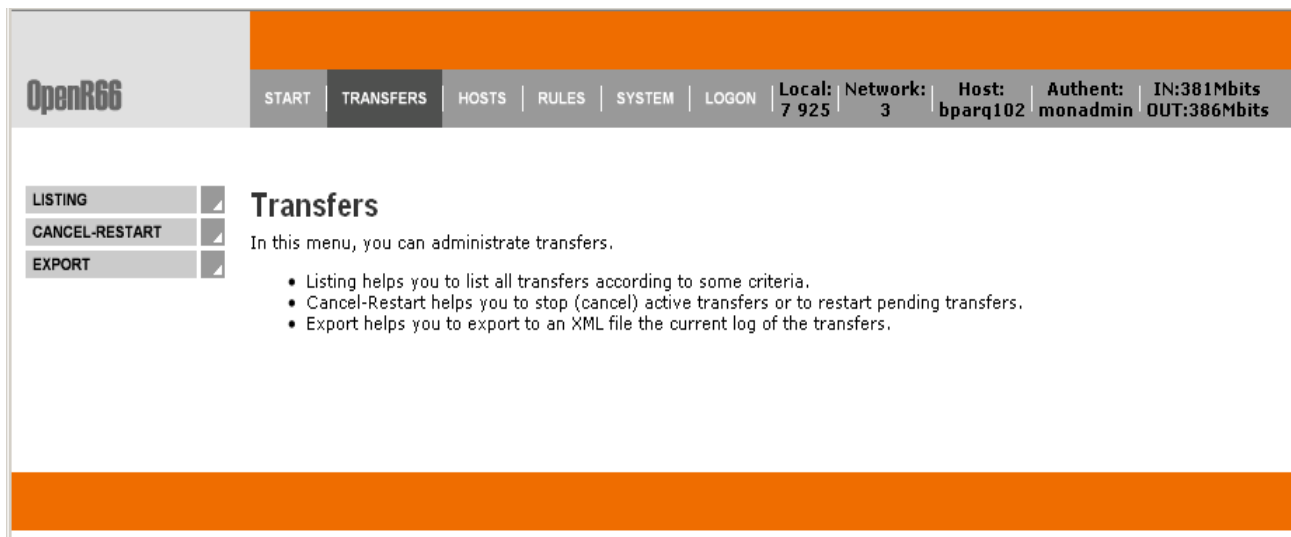 OpenR66
START TRANSFERS HOSTS RULES SYSTEM LOGON Local: Network: Host: Authent: IN:381Mbits
7 925 3 bparq102 monadmin OUT:386Mbits
LISTING
CANCEL-RESTART
EXPORT
Transfers
In this menu, you can administrate transfers.
• Listing helps you to list all transfers according to some criteria.
• Cancel-Restart helps you to stop (cancel) active transfers or to restart pending transfers.
• Export helps you to export to an XML file the current log of the transfers.